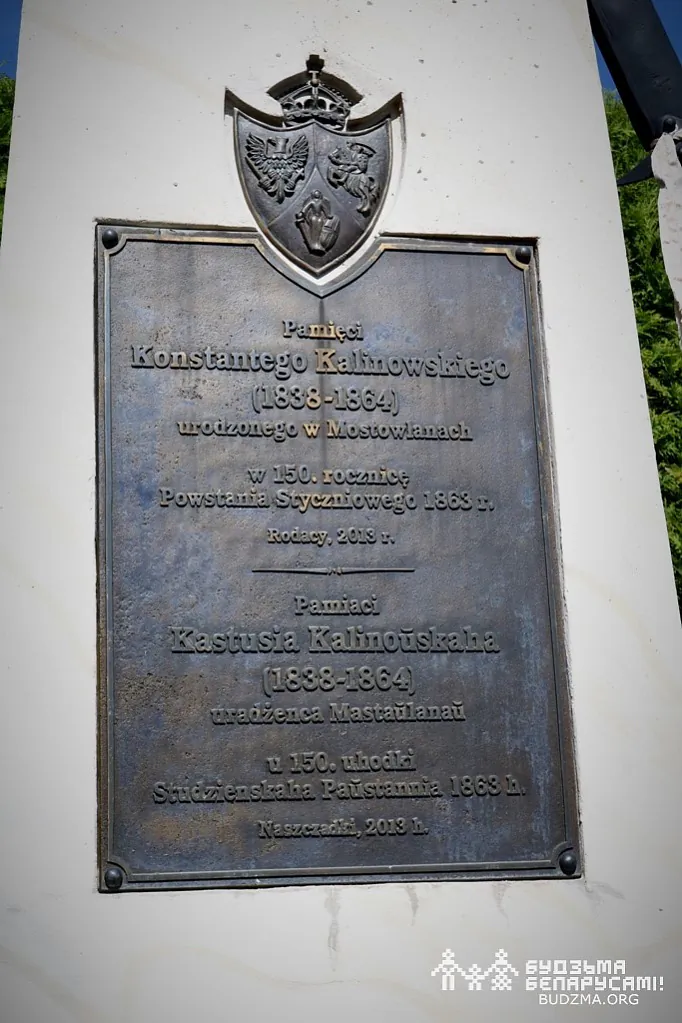 Pamięci
Konstantego Kalinowskiego
(1838-1864)
urodzonego w Mostowlanach
w 150. rocznicę
Powstania Styczniowego 1863 r.
Rodacy, 2013 r.
Pamiaci
Kastusia Kalinoŭskaha
(1838-1864)
uradženca Mastaŭlanaŭ
u 150. uhodki
Studzienskaha Paŭstannia 1863 h.
Naszczadki, 2013 h.
БУДЗЬМА
БЕЛАРУСАМІ!
BUDZMA.ORG